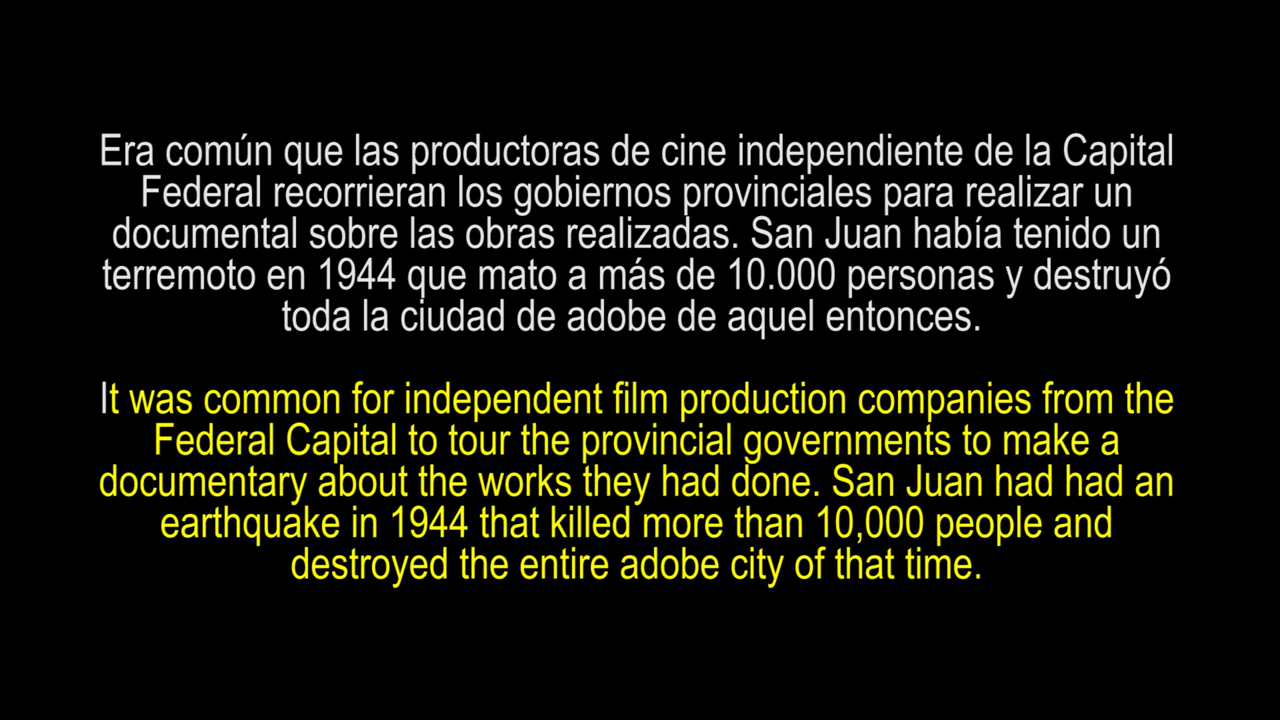 Era común que las productoras de cine independiente de la Capital
Federal recorrieran los gobiernos provinciales para realizar un
documental sobre las obras realizadas. San Juan había tenido un
terremoto en 1944 que mato a más de 10.000 personas y destruyó
toda la ciudad de adobe de aquel entonces.
It was common for independent film production companies from the
Federal Capital to tour the provincial governments to make a
documentary about the works they had done. San Juan had had an
earthquake in 1944 that killed more than 10,000 people and
destroyed the entire adobe city of that time.